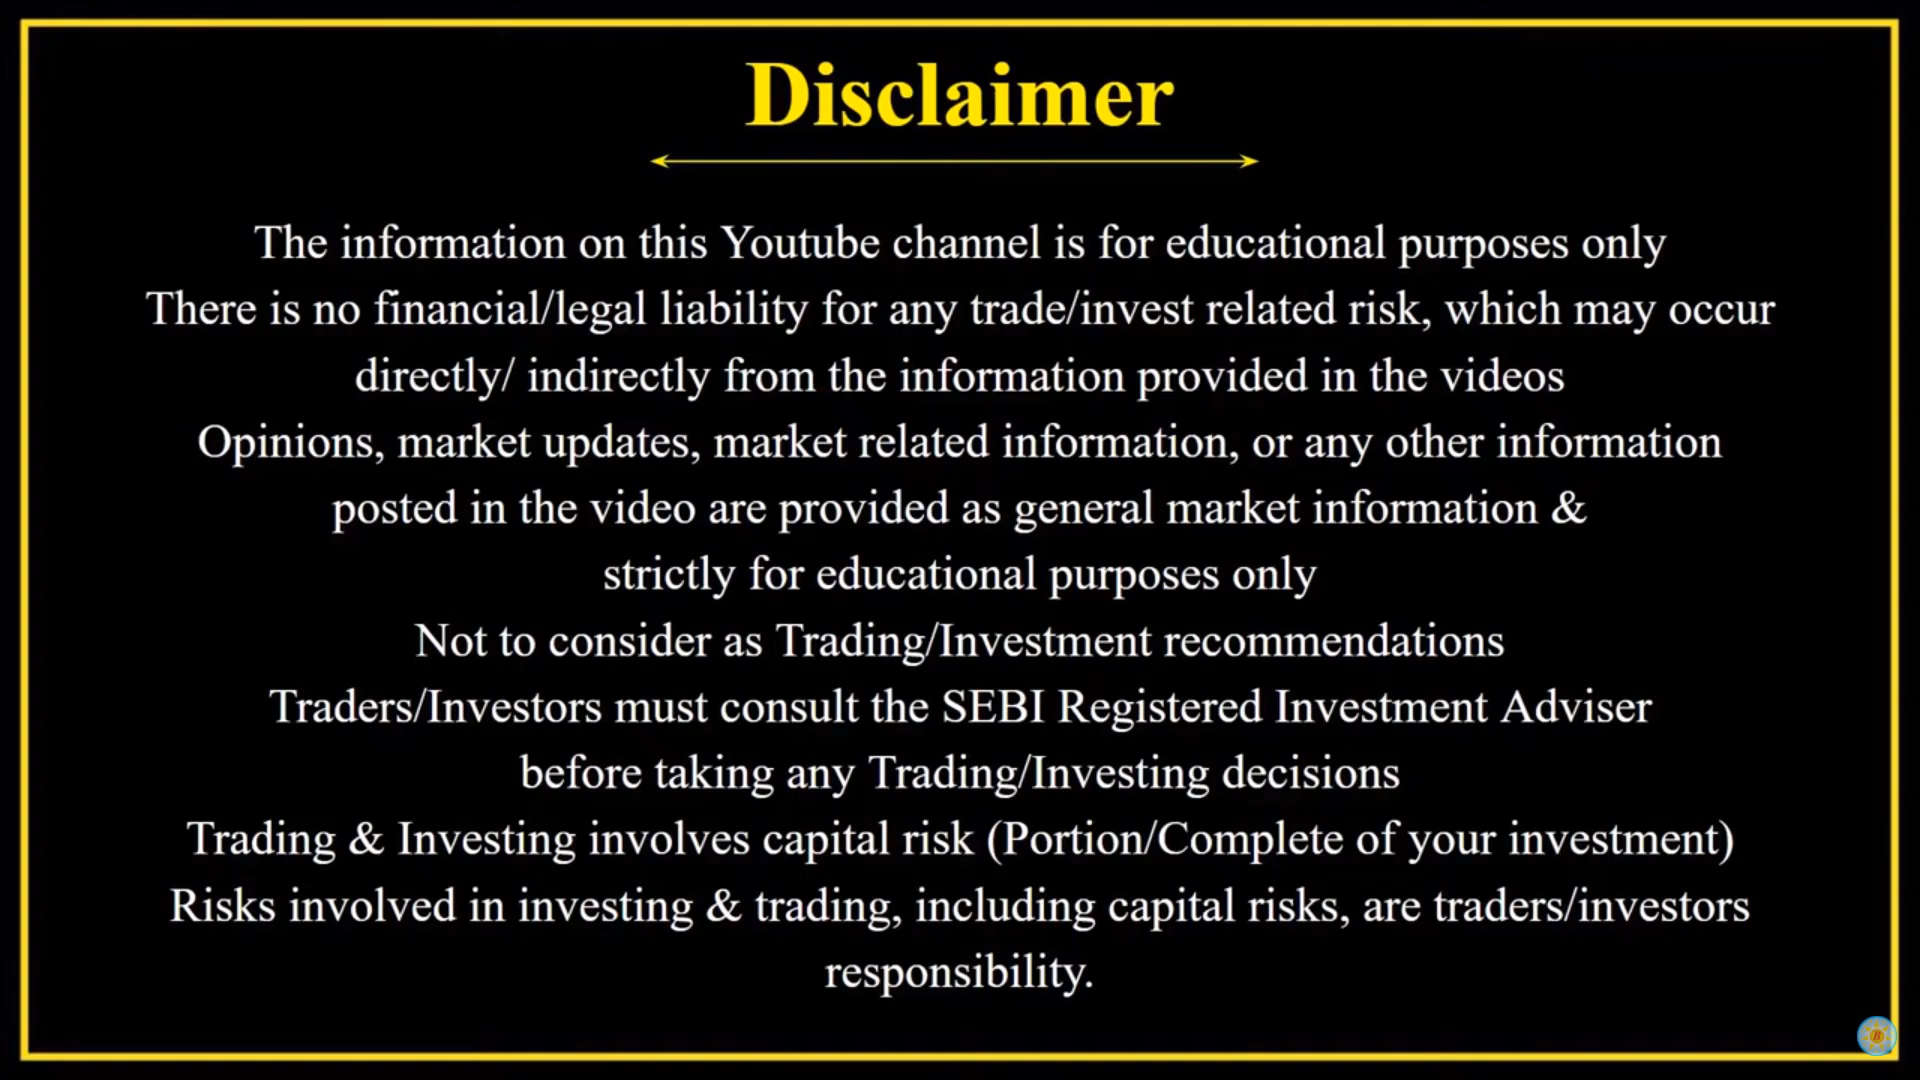 Disclaimer
The information on this Youtube channel is for educational purposes only
There is no financial/legal liability for any trade/invest related risk, which may occur
directly/ indirectly from the information provided in the videos
Opinions, market updates, market related information, or any other information
posted in the video are provided as general market information &
strictly for educational purposes only
Not to consider as Trading/Investment recommendations
Traders/Investors must consult the SEBI Registered Investment Adviser
before taking any Trading/Investing decisions
Trading & Investing involves capital risk (Portion/Complete of your investment)
Risks involved in investing & trading, including capital risks, are traders/investors
responsibility.